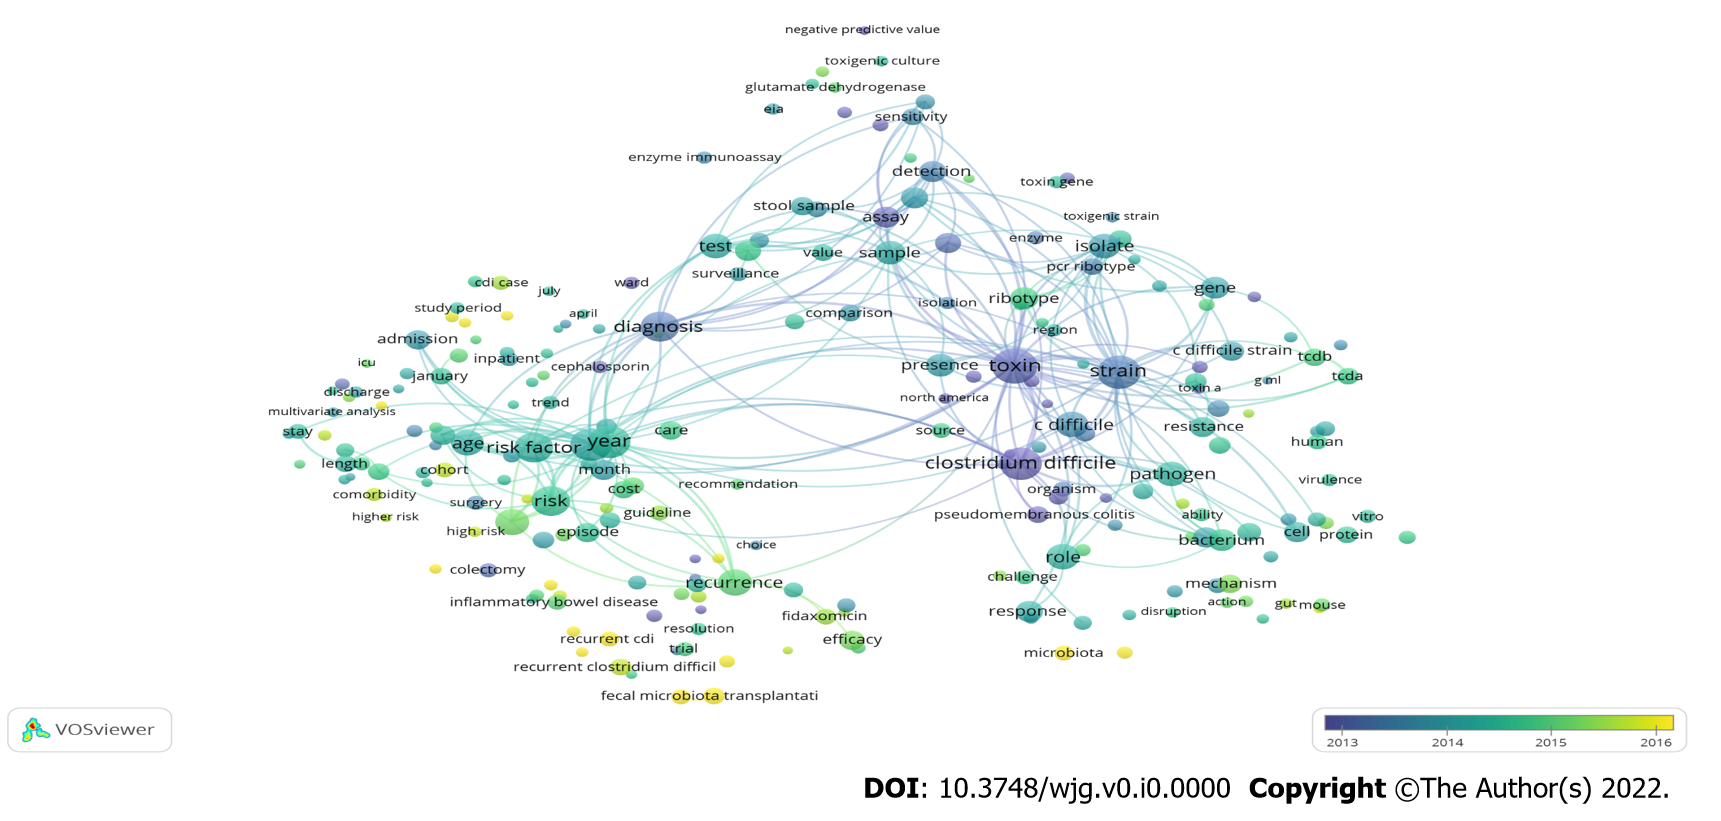 negative predictive value
toxigenic culture
glutamate dehydrogenase
eia
sensitivity
enzyme immunoassay
detection
toxin gene
stool sample
assay
toxigenic strain
test
value
sample
enzyme
isolate
surveillance
pcr ribotype
cdi case
july
ward
gene
study period
april
isolation
ribotype
comparison
diagnosis
region
admission
icu
inpatient
cephalosporin
presence
toxin
strain
c difficile strain
tcdb
january
tcda
discharge
toxin a
g ml
multivariate analysis
trend
north america
stay
age
risk factor
year
care
source
c difficile
resistance
human
length
cohort
month
clostridium difficile
pathogen
comorbidity
surgery
risk
cost
recommendation
organism
virulence
higher risk
guideline
pseudomembranous colitis
ability
vitro
high risk
episode
choice
bacterium
cell
protein
role
colectomy
recurrence
challenge
mechanism
inflammatory bowel disease
fidaxomicin
response
disruption
action
gut
mouse
resolution
recurrent cdi
trial
efficacy
microbiota
recurrent clostridium difficil
fecal microbiota transplantati
VOSviewer
2013
2014
2015
2016
DOI: 10.3748/wjg.v0.i0.0000 Copyright ©The Author(s) 2022.